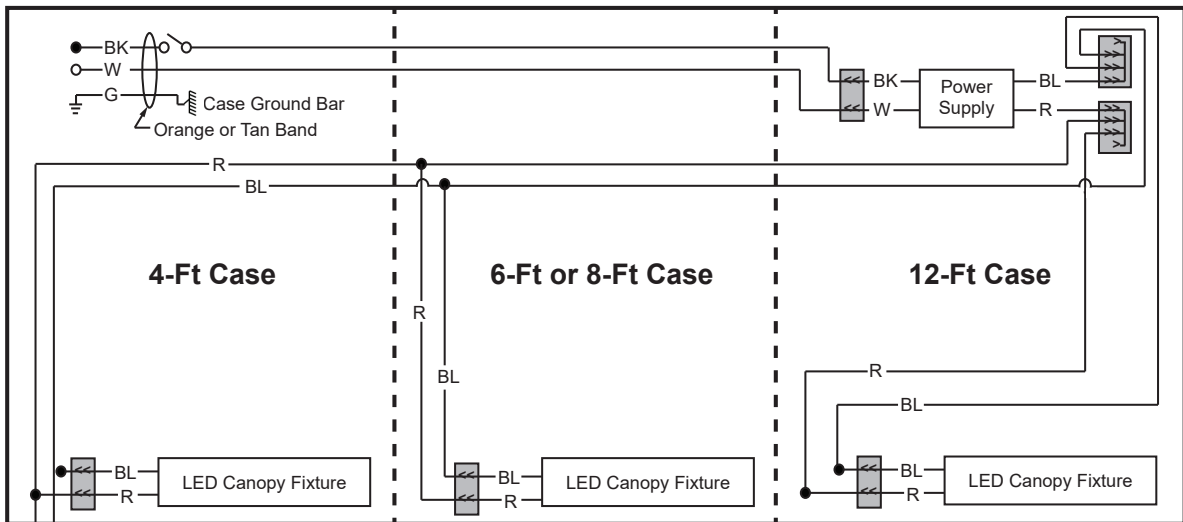 BK
W
G
Case Ground Bar
Orange or Tan Band
BK
W
Power
Supply
BL
R
R
BL
4-Ft Case
6-Ft or 8-Ft Case
12-Ft Case
R
BL
R
BL
BL
R
LED Canopy Fixture
BL
R
LED Canopy Fixture
BL
R
LED Canopy Fixture